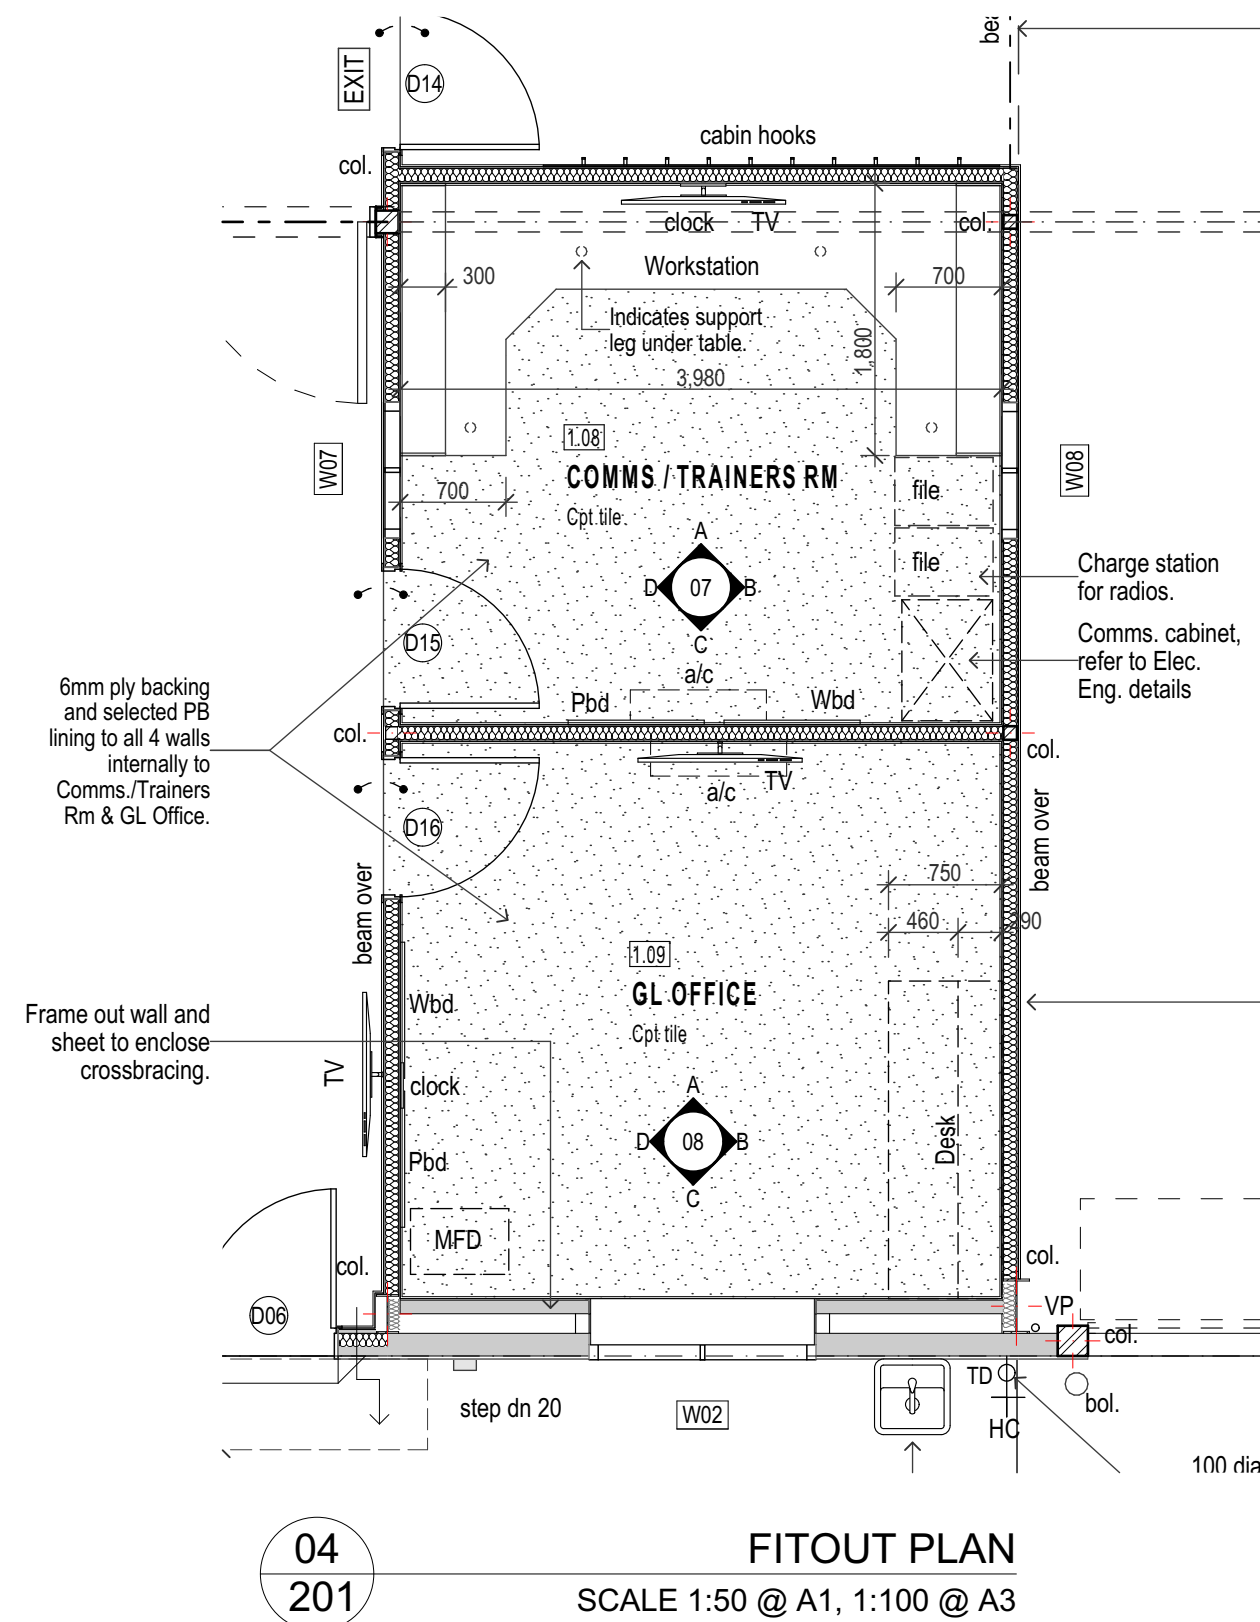 bea
EXIT
D14
cabin hooks
col.
clock
TV
col.
Workstation
300
700
Indicates support
leg under table.
1,800
3,980
1.08
W07
W08
COMMS / TRAINERS RM
700
file
Cpt tile
A
file
Charge station
for radios.
D
07
B
D15
C
Comms. cabinet,
refer to Elec.
Eng. details
a/c
6mm ply backing
and selected PB
lining to all 4 walls
internally to
Comms./Trainers
Rm & GL Office.
Pbd
Wbd
col.
col.
TV
a/c
D16
beam over
beam over
750
460
290
1.09
GL OFFICE
Cpt tile
Wbd
Frame out wall and
sheet to enclose
crossbracing.
TV
clock
A
D
08
B
C
Desk
Pbd
MFD
col.
col.
D06
VP
col.
TD
bol.
HC
step dn 20
W02
100 dia
04
201
FITOUT PLAN
SCALE 1:50 @ A1, 1:100 @ A3